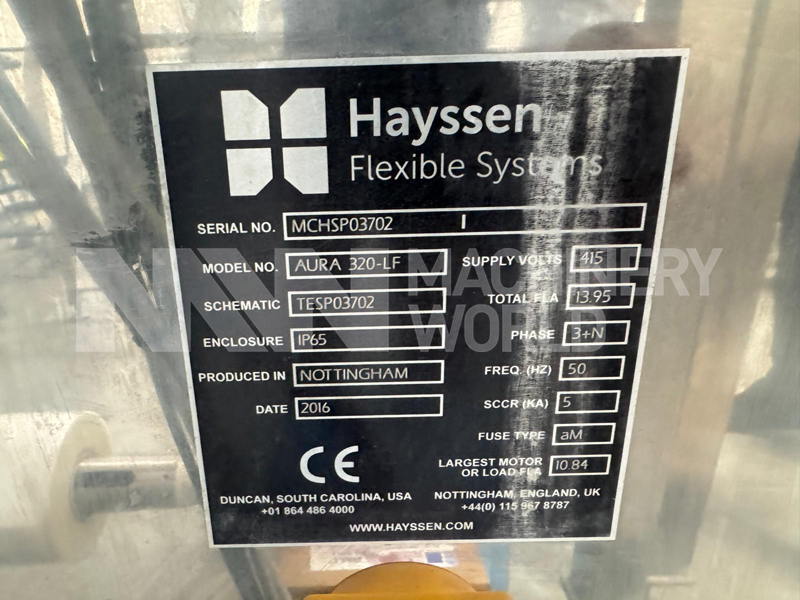 Hayssen
Flexible Systems
SERIAL NO. MCHSP03702 I
MODEL NO. AURA 320-LF
SCHEMATIC TESP03702
ENCLOSURE IP65
PRODUCED IN NOTTINGHAM
DATE 2016
SUPPLY VOLTS 415
TOTAL FLA 13.95
PHASE 3+N
FREQ. (HZ) 50
SCCR (KA) 5
FUSE TYPE aM
LARGEST MOTOR
OR LOAD FLA 10.84
CE
DUNCAN, SOUTH CAROLINA, USA
+01 864 486 4000
NOTTINGHAM, ENGLAND, UK
+44(0) 115 967 8787
WWW.HAYSSEN.COM
MACHINERY
WORLD